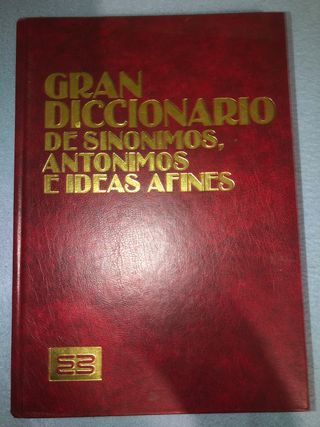 GRAN
DICCIONARIO
DE SINONIMOS,
ANTONIMOS
E IDEAS AFINES